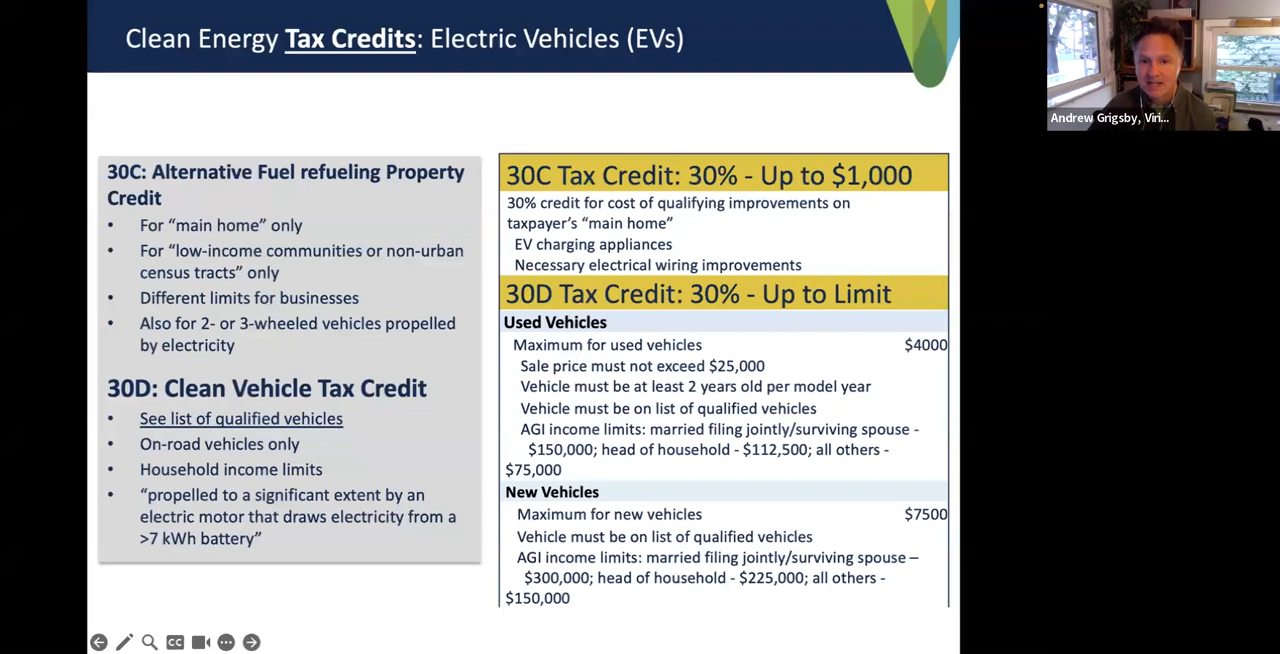 Clean Energy Tax Credits: Electric Vehicles (EVs)
30C: Alternative Fuel refueling Property
Credit
• For “main home” only
• For “low-income communities or non-urban
census tracts” only
• Different limits for businesses
• Also for 2- or 3-wheeled vehicles propelled
by electricity
30D: Clean Vehicle Tax Credit
• See list of qualified vehicles
• On-road vehicles only
• Household income limits
• “propelled to a significant extent by an
electric motor that draws electricity from a
>7 kWh battery”
30C Tax Credit: 30% - Up to $1,000
30% credit for cost of qualifying improvements on
taxpayer’s “main home”
EV charging appliances
Necessary electrical wiring improvements
30D Tax Credit: 30% - Up to Limit
Used Vehicles
Maximum for used vehicles $4000
Sale price must not exceed $25,000
Vehicle must be at least 2 years old per model year
Vehicle must be on list of qualified vehicles
AGI income limits: married filing jointly/surviving spouse -
$150,000; head of household - $112,500; all others -
$75,000
New Vehicles
Maximum for new vehicles $7500
Vehicle must be on list of qualified vehicles
AGI income limits: married filing jointly/surviving spouse –
$300,000; head of household - $225,000; all others -
$150,000
Andrew Grigsby, Viri...
CC